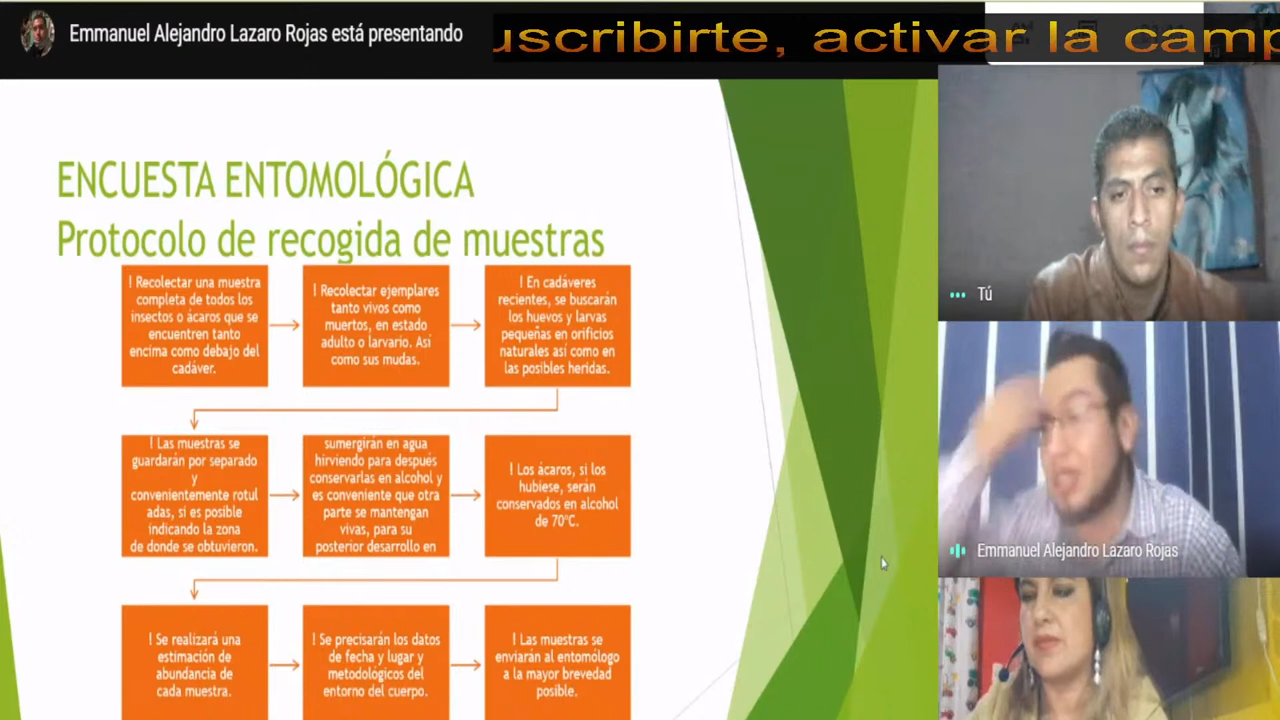 Emmanuel Alejandro Lazaro Rojas está presentando
uscribirte, activar la camp
ENCUESTA ENTOMOLÓGICA
Protocolo de recogida de muestras
! Recolectar una muestra
completa de todos los
insectos o ácaros que se
encuentren tanto
encima como debajo del
cadáver.
! Recolectar ejemplares
tanto vivos como
muertos, en estado
adulto o larvario. Así
como sus mudas.
! En cadáveres
recientes, se buscarán
los huevos y larvas
pequeñas en orificios
naturales así como en
las posibles heridas.
! Las muestras se
guardarán por separado
y
convenientemente rotul
adas, si es posible
indicando la zona
de donde se obtuvieron.
sumergirán en agua
hirviendo para después
conservarlas en alcohol y
es conveniente que otra
parte se mantengan
vivas, para su
posterior desarrollo en
! Los ácaros, si los
hubiese, serán
conservados en alcohol
de 70°C.
! Se realizará una
estimación de
abundancia de
cada muestra.
! Se precisarán los datos
de fecha y lugar y
metodológicos del
entorno del cuerpo.
! Las muestras se
enviarán al entomólogo
a la mayor brevedad
posible.
Tú
Emmanuel Alejandro Lazaro Rojas